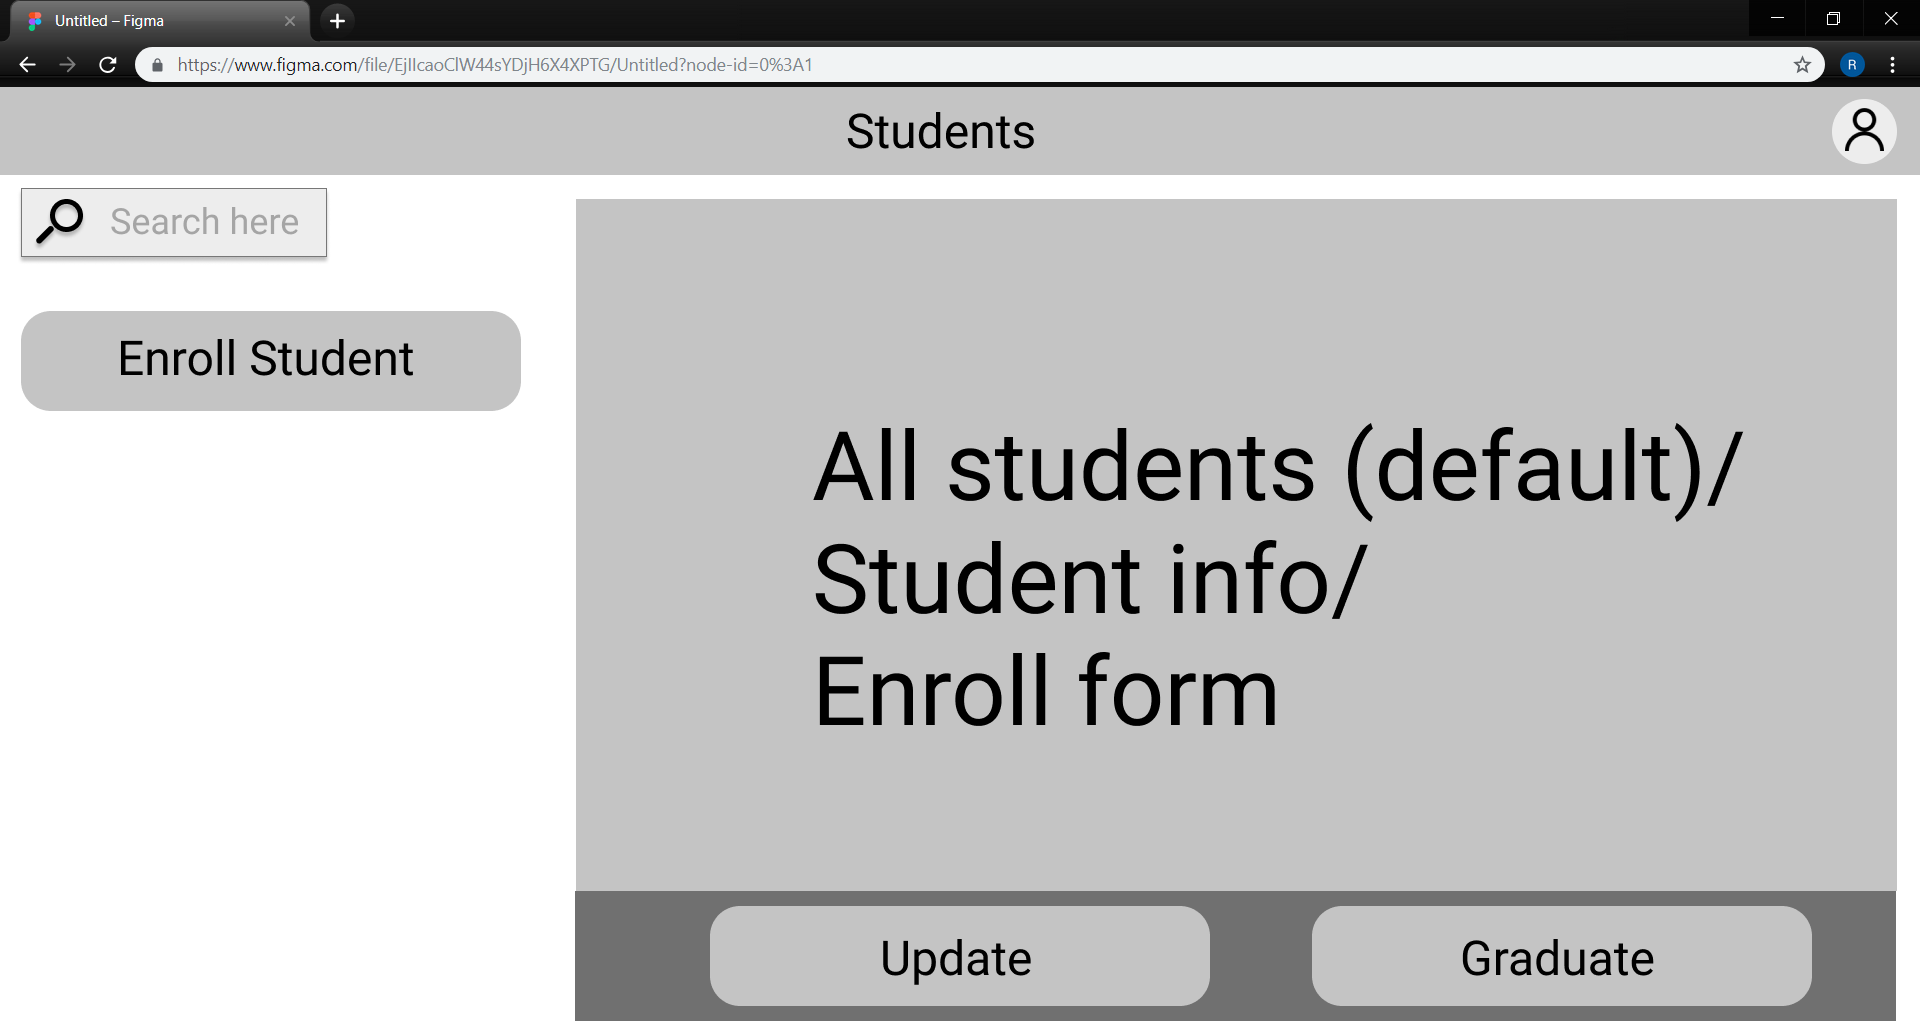 Untitled – Figma
https://www.figma.com/file/EjIIcaoClW44sYDjH6X4XPTG/Untitled?node-id=0%3A1
R
Students
Search here
Enroll Student
All students (default)/
Student info/
Enroll form
Update
Graduate